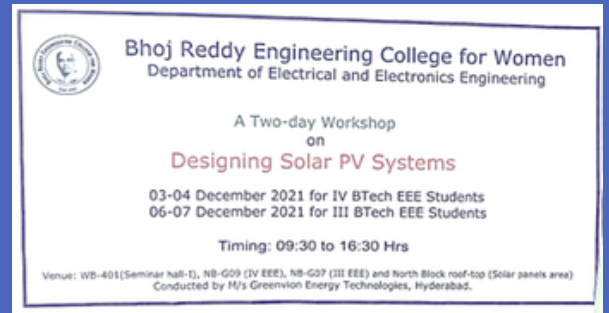 Bhoj Reddy Engineering College for Women
Department of Electrical and Electronics Engineering
A Two-day Workshop
on
Designing Solar PV Systems
03-04 December 2021 for IV BTech EEE Students
06-07 December 2021 for III BTech EEE Students
Timing: 09:30 to 16:30 Hrs
Venue: WB-401(Seminar hall-I), NB-G09 (IV EEE), NB-G07 (III EEE) and North Block roof-top (Solar panels area)
Conducted by M/s Greenvion Energy Technologies, Hyderabad.